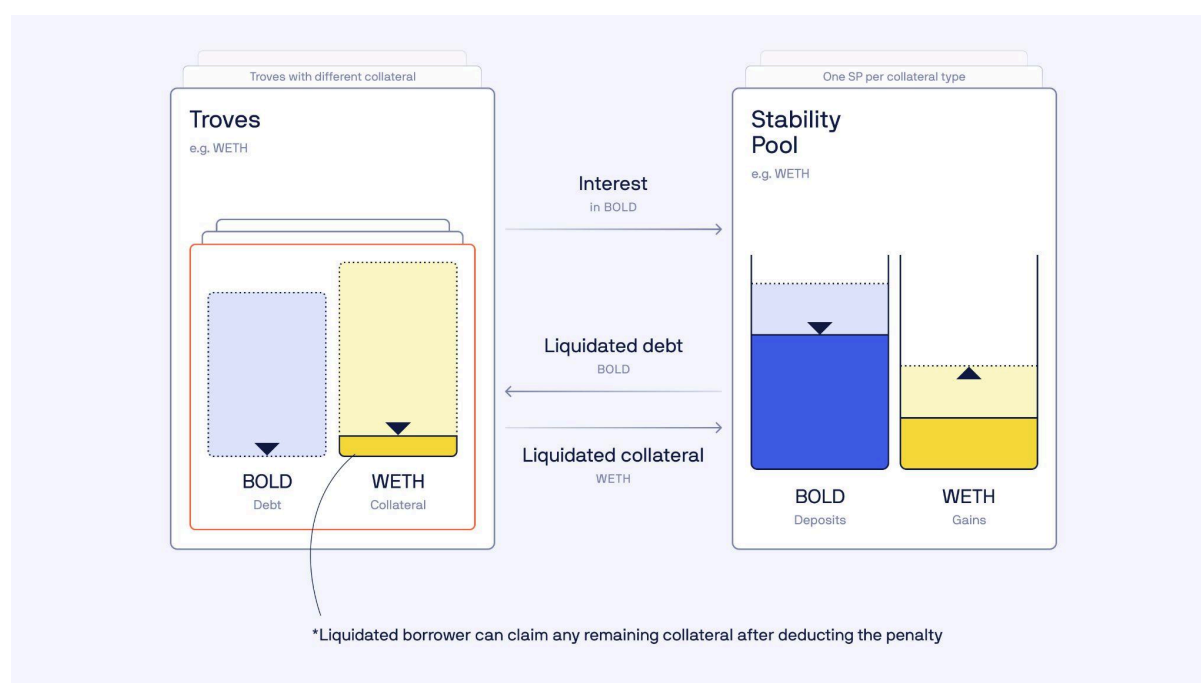 Troves with different collateral
Troves
e.g. WETH
BOLD
Debt
WETH
Collateral
Interest
in BOLD
Liquidated debt
BOLD
Liquidated collateral
WETH
One SP per collateral type
Stability
Pool
e.g. WETH
BOLD
Deposits
WETH
Gains
*Liquidated borrower can claim any remaining collateral after deducting the penalty